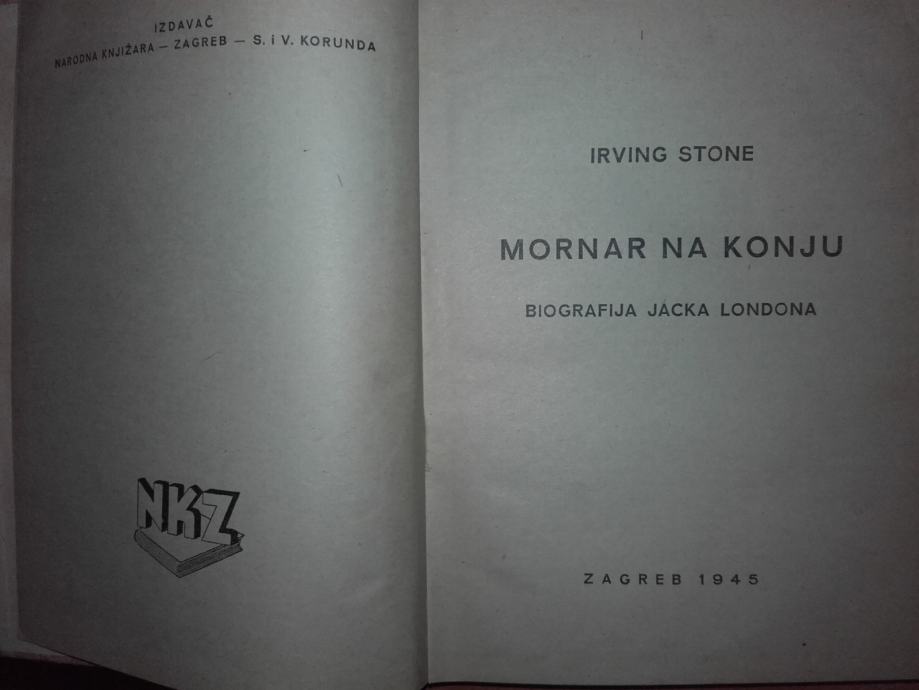 IZDAVAČ
NARODNA KNJIŽARA – ZAGREB – S. i V. KORUNDA
NKZ
IRVING STONE
MORNAR NA KONJU
BIOGRAFIJA JACKA LONDONA
ZAGREB 1945